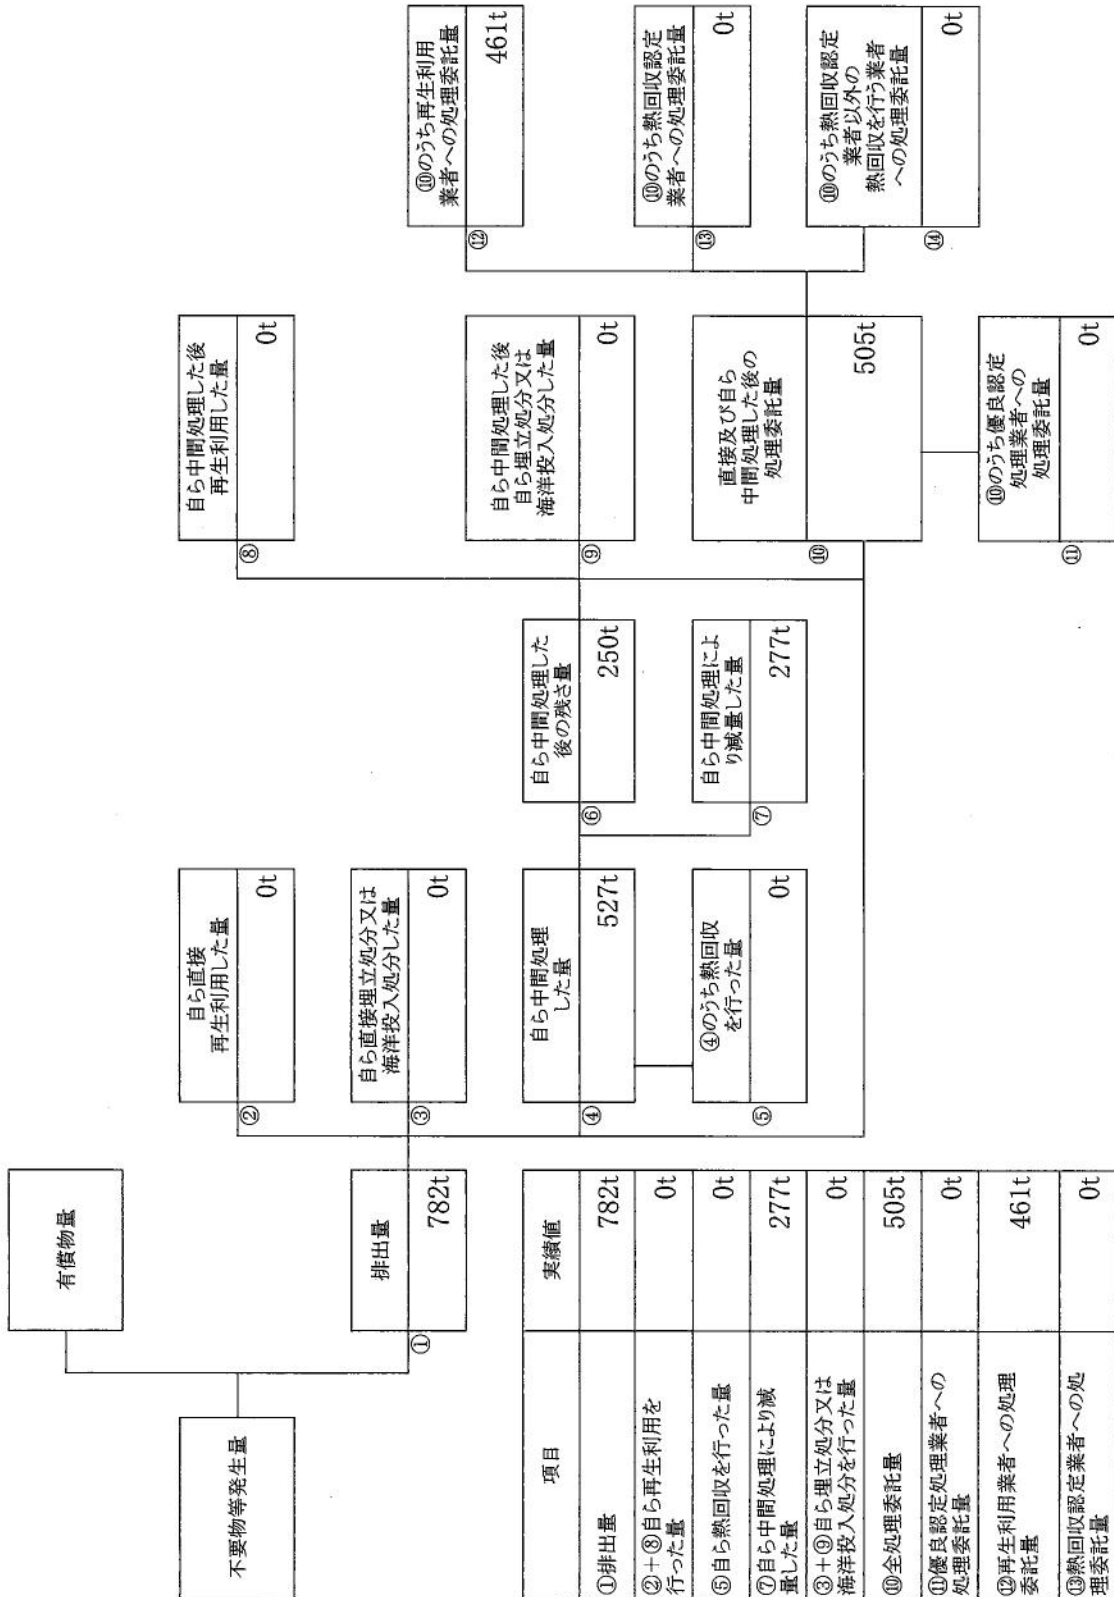 有償物量
不要物等発生量
排出量
①
782t
自ら直接
再生利用した量
②
0t
自ら直接埋立処分又は
海洋投入処分した量
③
0t
自ら中間処理
した量
④
527t
④のうち熱回収
を行った量
⑤
0t
自ら中間処理した
後の残さ量
⑥
250t
自ら中間処理によ
り減量した量
⑦
277t
自ら中間処理した後
再生利用した量
⑧
0t
自ら中間処理した後
自ら埋立処分又は
海洋投入処分した量
⑨
0t
直接及び自ら
中間処理した後の
処理委託量
⑩
505t
⑩のうち優良認定
処理業者への
処理委託量
⑪
0t
⑩のうち再生利用
業者への処理委託量
⑫
461t
⑩のうち熱回収認定
業者への処理委託量
⑬
0t
⑩のうち熱回収認定
業者以外の
熱回収を行う業者
への処理委託量
⑭
0t
項目 実績値
①排出量 782t
②+⑧自ら再生利用を
行った量 0t
⑤自ら熱回収を行った量 0t
⑦自ら中間処理により減
量した量 277t
③+⑨自ら埋立処分又は
海洋投入処分を行った量 0t
⑩全処理委託量 505t
⑪優良認定処理業者への
処理委託量 0t
⑫再生利用業者への処理
委託量 461t
⑬熱回収認定業者への処
理委託量 0t